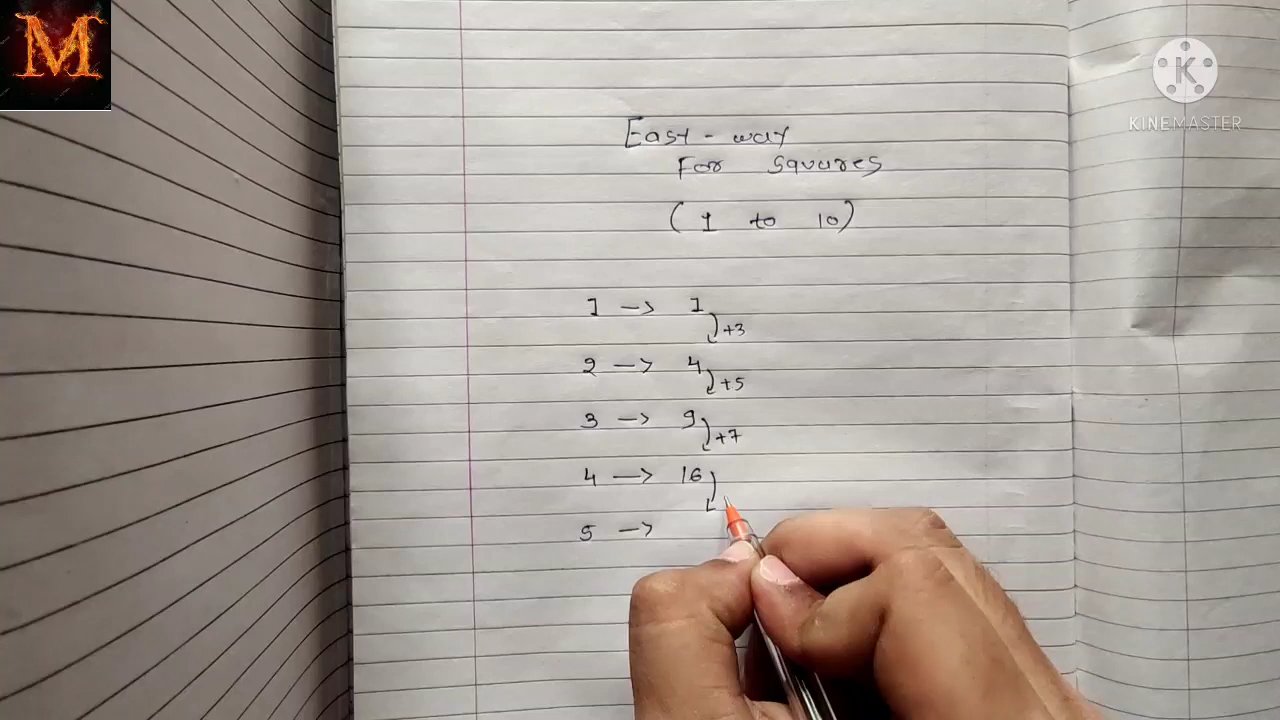 M
KINEMASTER
Easy-way
For squares
(1 to 10)
1 → 1
+3
2 → 4
+5
3 → 9
+7
4 → 16
5 →